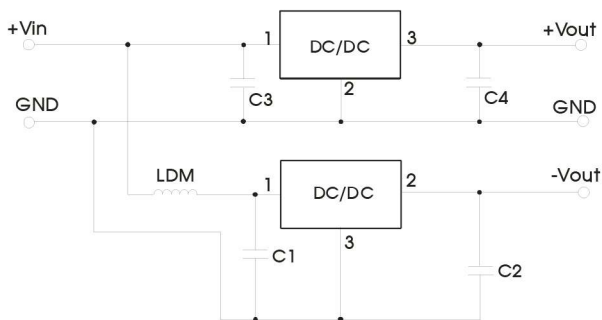 +Vin
1
DC/DC
3
+Vout
2
C3
C4
GND
GND
LDM
1
DC/DC
2
-Vout
3
C1
C2